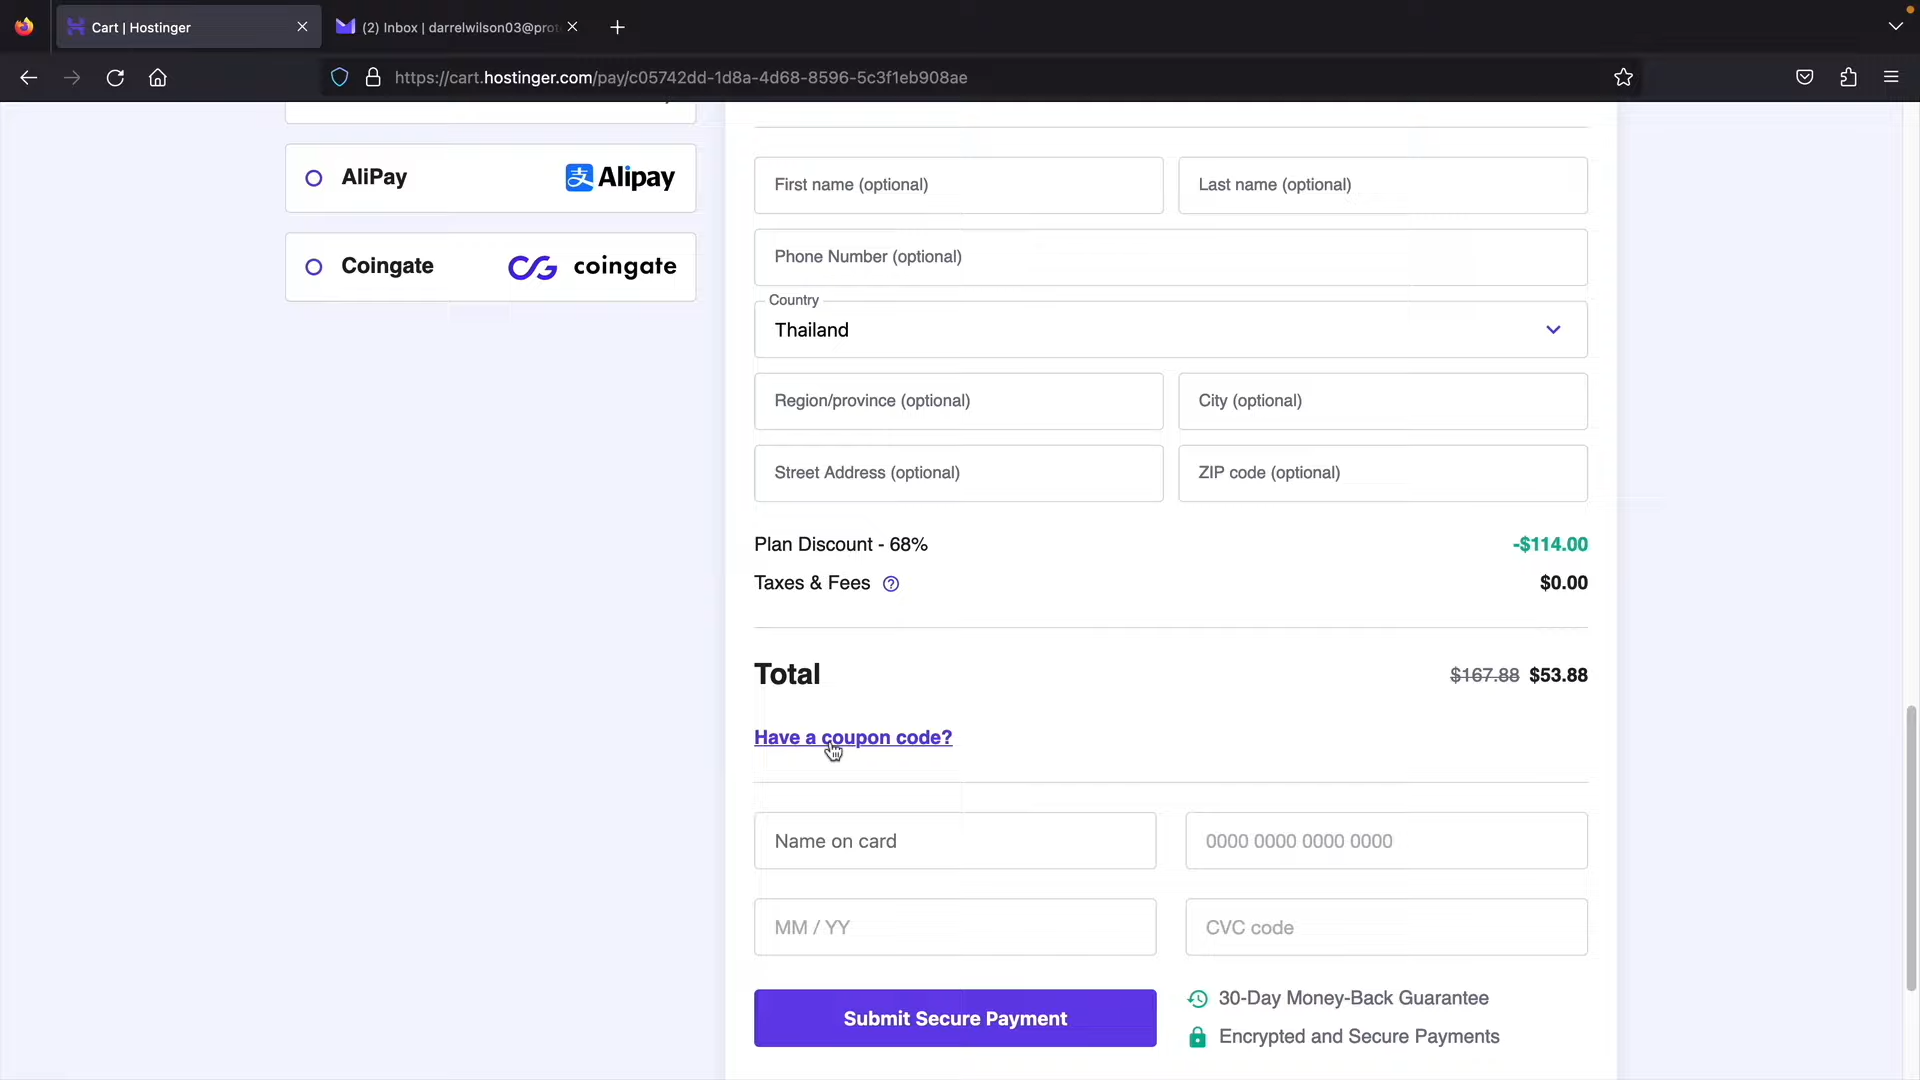 Cart | Hostinger
(2) Inbox | darrelwilson03@prot
https://cart.hostinger.com/pay/c05742dd-1d8a-4d68-8596-5c3f1eb908ae
AliPay
支 Alipay
Coingate
coingate
First name (optional)
Last name (optional)
Phone Number (optional)
Country
Thailand
Region/province (optional)
City (optional)
Street Address (optional)
ZIP code (optional)
Plan Discount - 68%
-$114.00
Taxes & Fees ?
$0.00
Total
$167.88 $53.88
Have a coupon code?
Name on card
0000 0000 0000 0000
MM / YY
CVC code
Submit Secure Payment
30-Day Money-Back Guarantee
Encrypted and Secure Payments